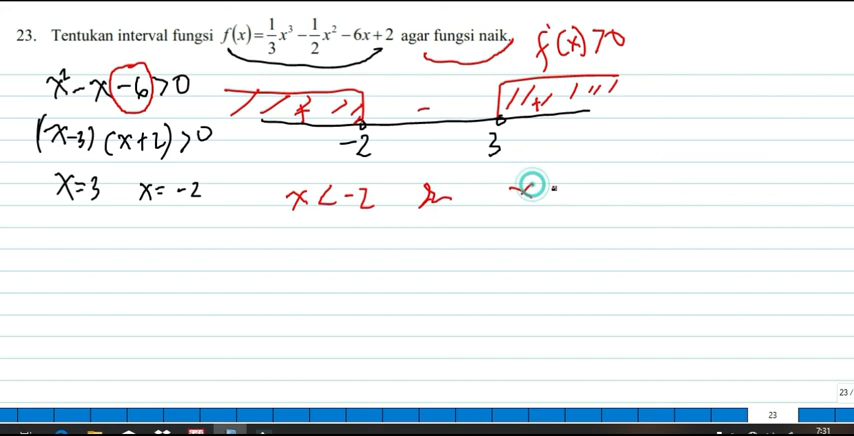 23. Tentukan interval fungsi f(x)=1/3x³−1/2x²−6x+2 agar fungsi naik.
f'(x)>0
x²−x−6>0
+ - +
(x−3)(x+2)>0
-2 3
x=3 x=-2
x<-2
23/
23
7:31